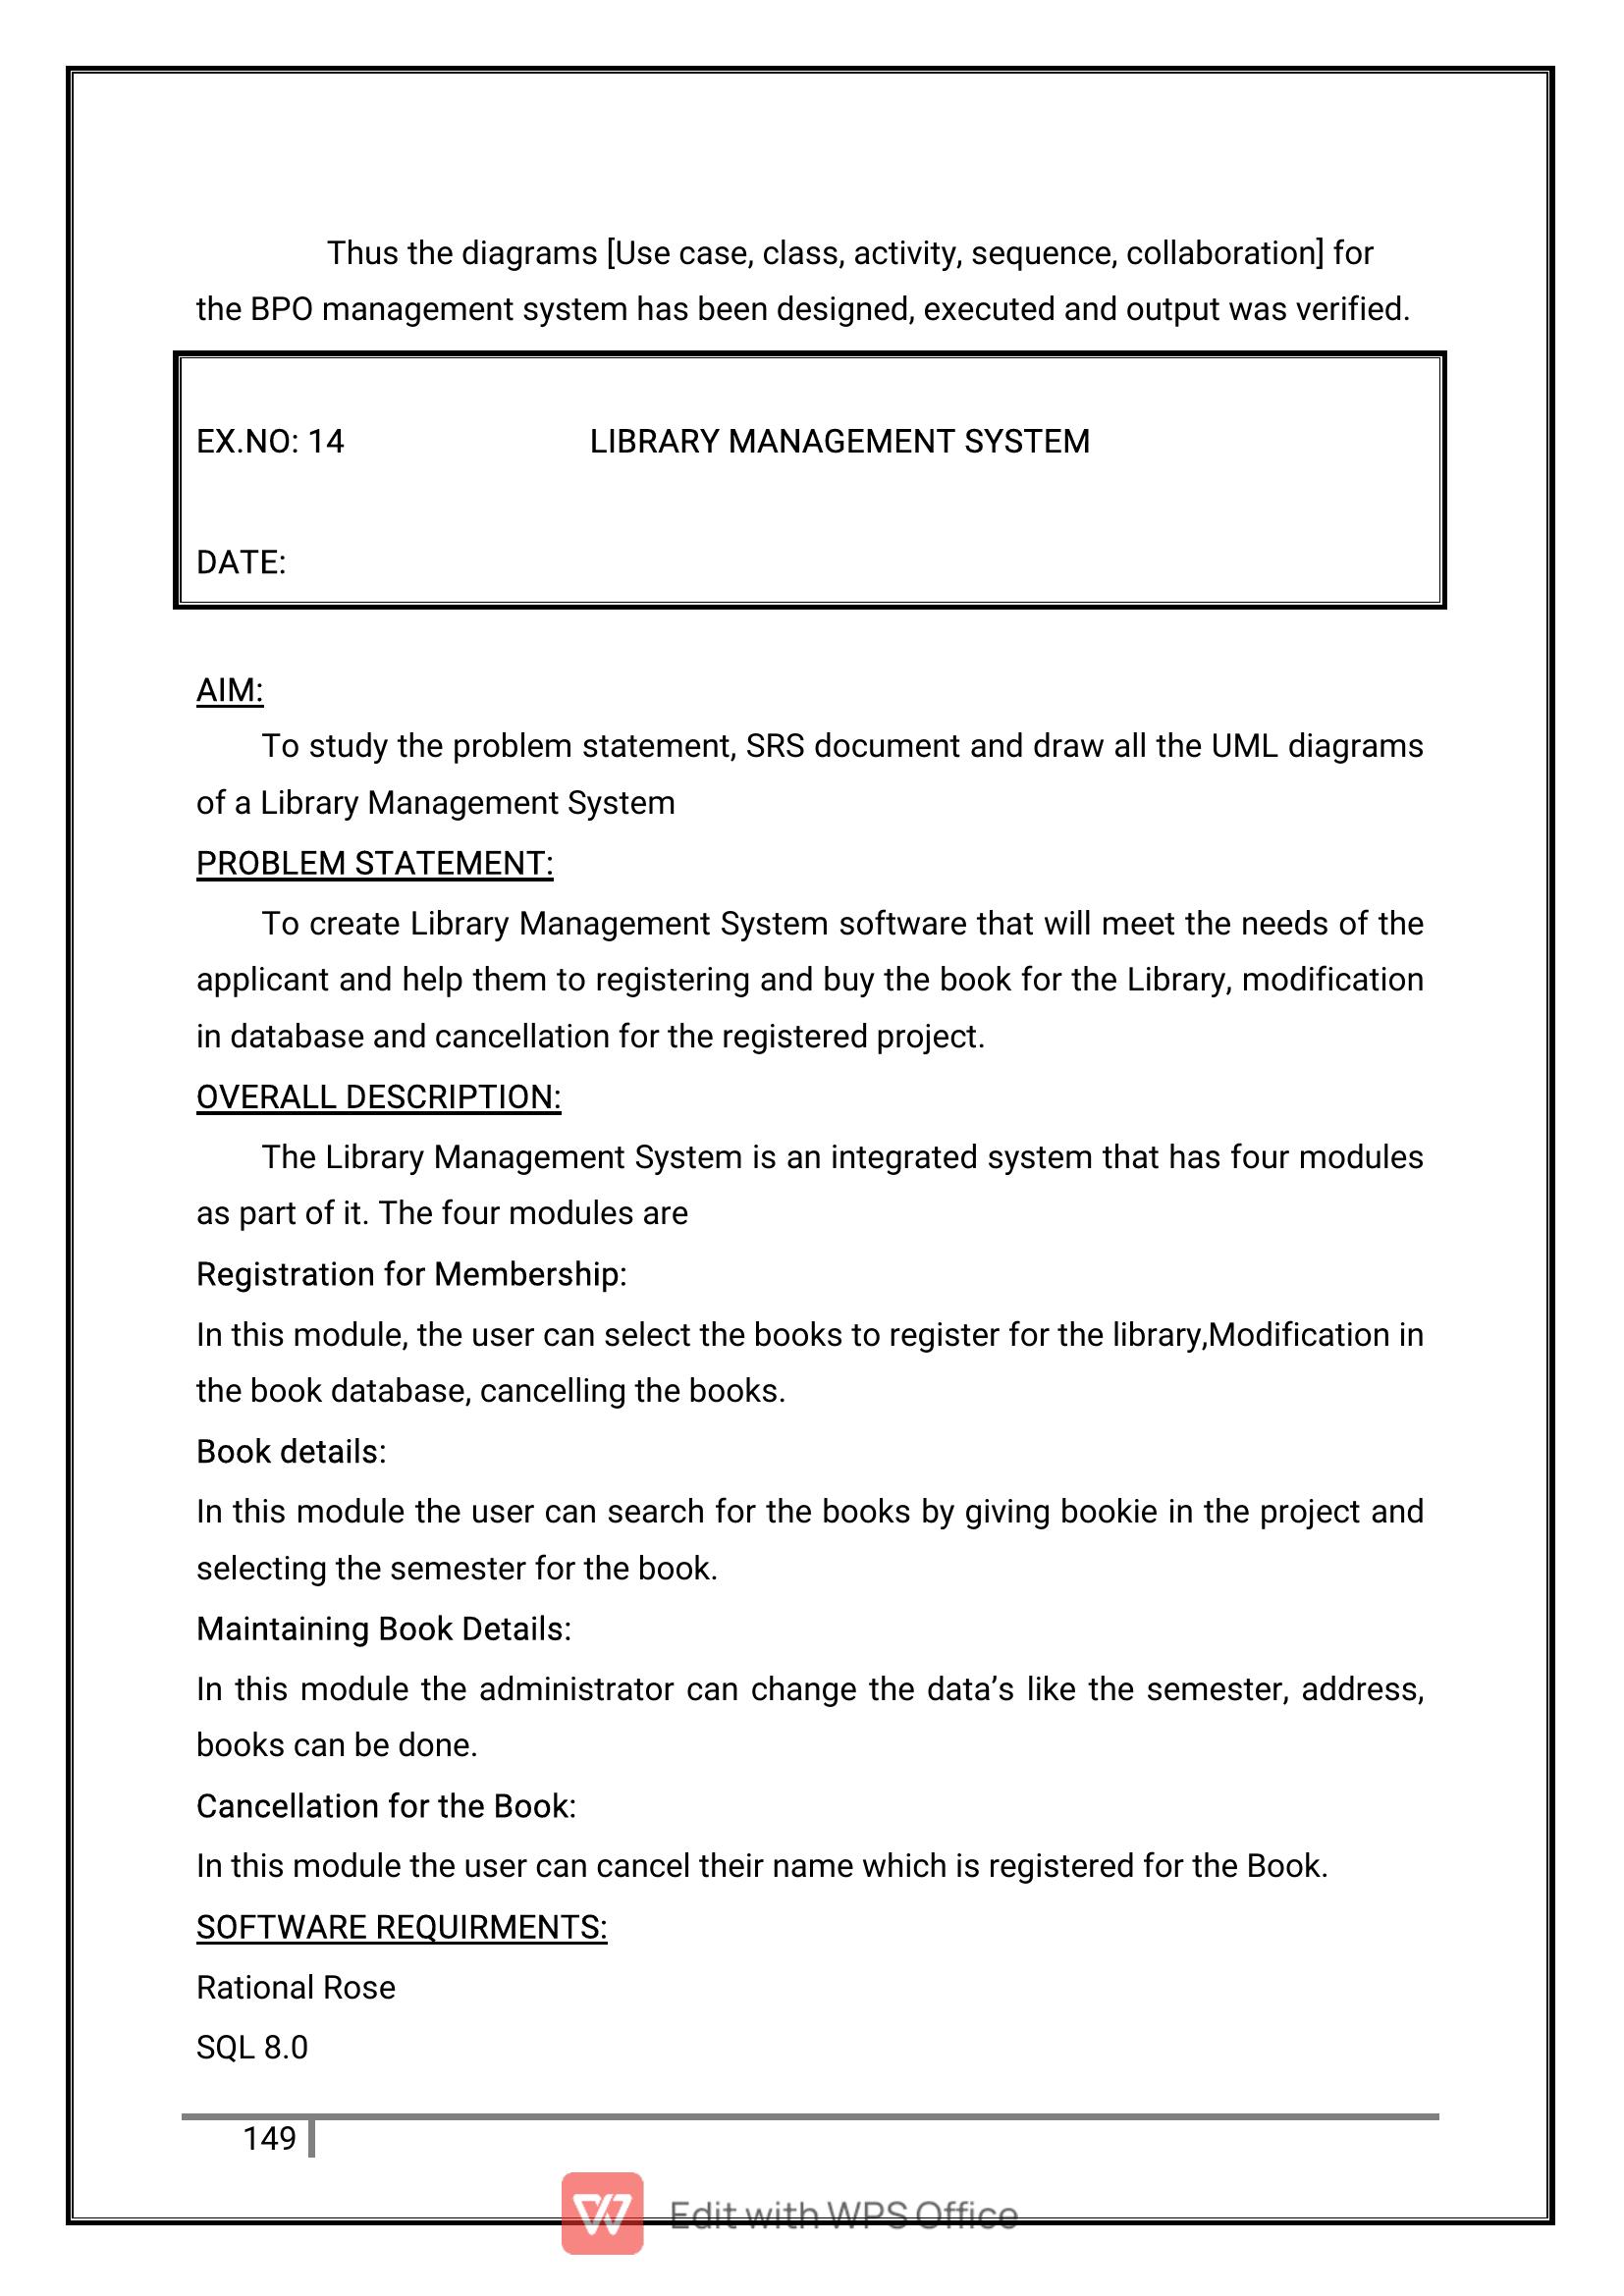 Thus the diagrams [Use case, class, activity, sequence, collaboration] for
the BPO management system has been designed, executed and output was verified.
EX.NO: 14 LIBRARY MANAGEMENT SYSTEM
DATE:
AIM:
To study the problem statement, SRS document and draw all the UML diagrams
of a Library Management System
PROBLEM STATEMENT:
To create Library Management System software that will meet the needs of the
applicant and help them to registering and buy the book for the Library, modification
in database and cancellation for the registered project.
OVERALL DESCRIPTION:
The Library Management System is an integrated system that has four modules
as part of it. The four modules are
Registration for Membership:
In this module, the user can select the books to register for the library,Modification in
the book database, cancelling the books.
Book details:
In this module the user can search for the books by giving bookie in the project and
selecting the semester for the book.
Maintaining Book Details:
In this module the administrator can change the data’s like the semester, address,
books can be done.
Cancellation for the Book:
In this module the user can cancel their name which is registered for the Book.
SOFTWARE REQUIRMENTS:
Rational Rose
SQL 8.0
149
Edit with WPS Office